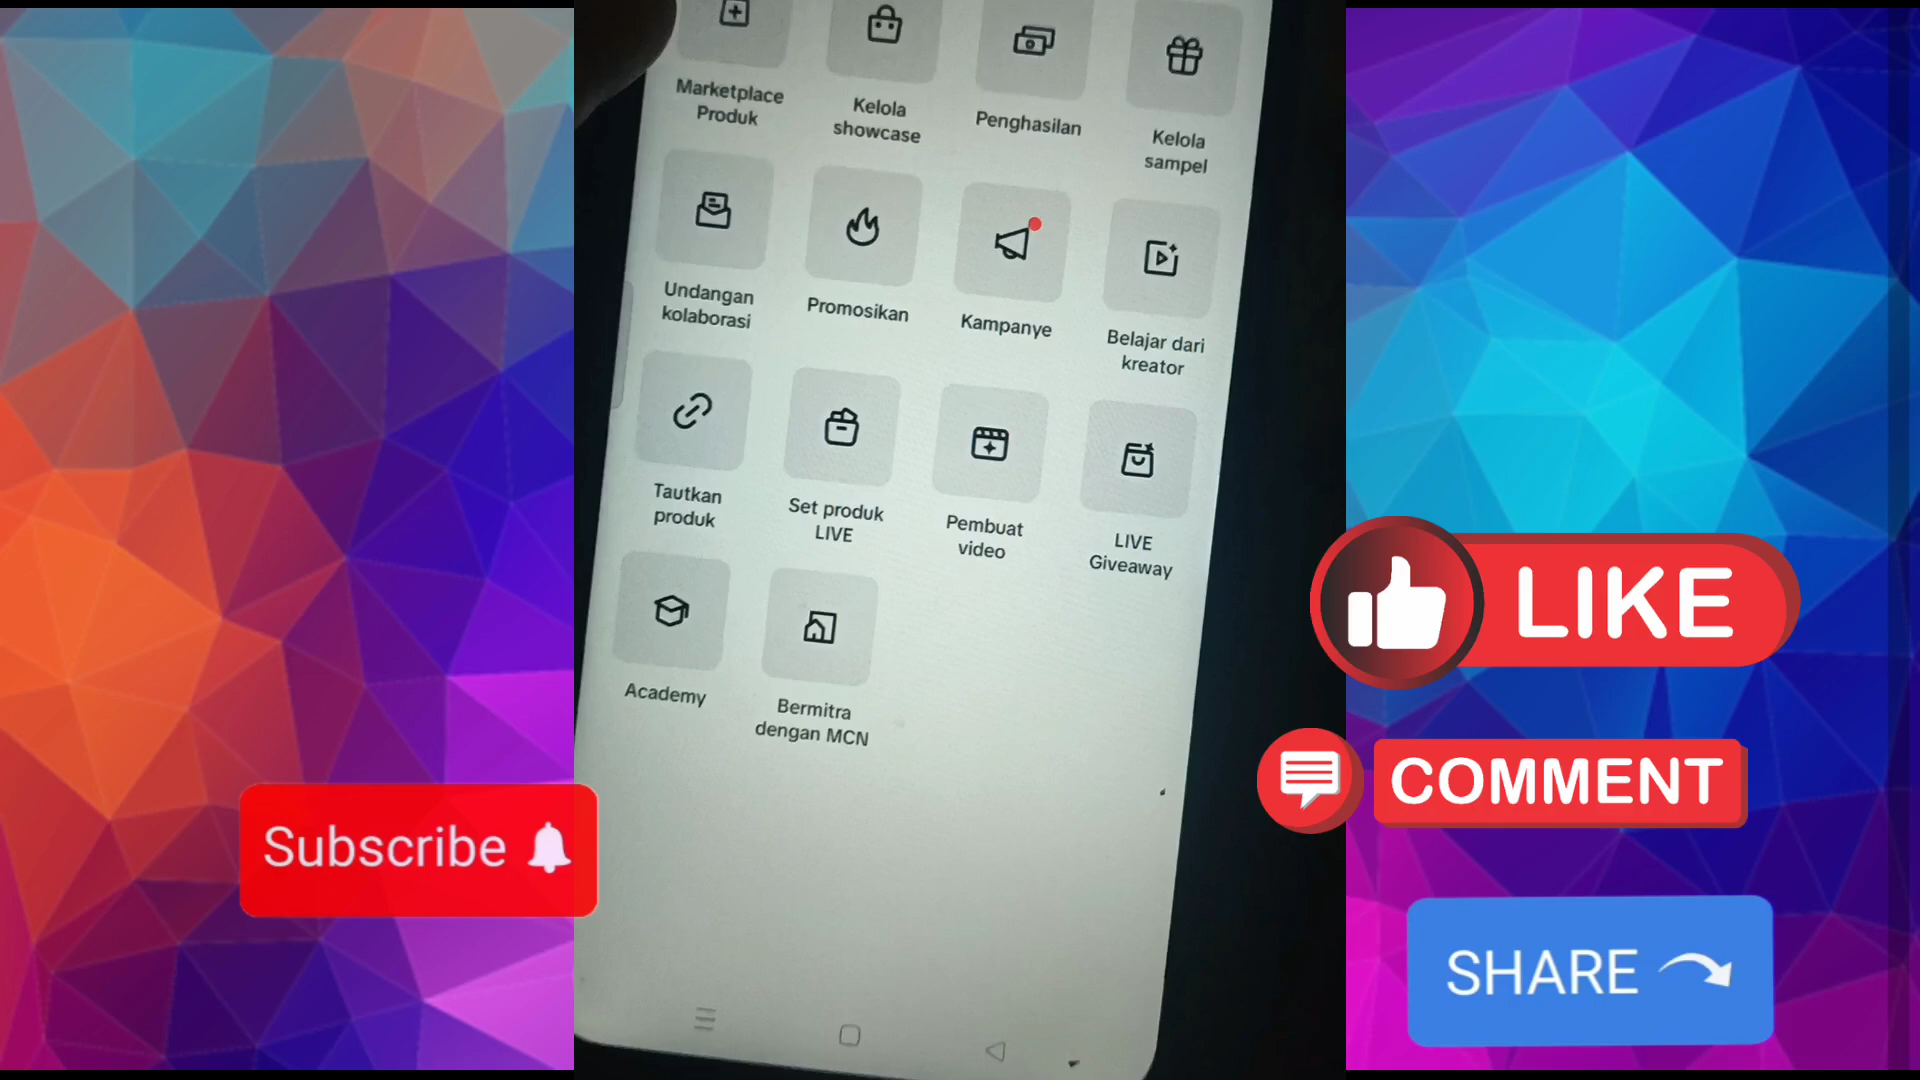 Marketplace
Produk
Kelola
showcase
Penghasilan
Kelola
sampel
Undangan
kolaborasi
Promosikan
Kampanye
Belajar dari
kreator
Tautkan
produk
Set produk
LIVE
Pembuat
video
LIVE
Giveaway
Academy
Bermitra
dengan MCN
Subscribe
LIKE
COMMENT
SHARE